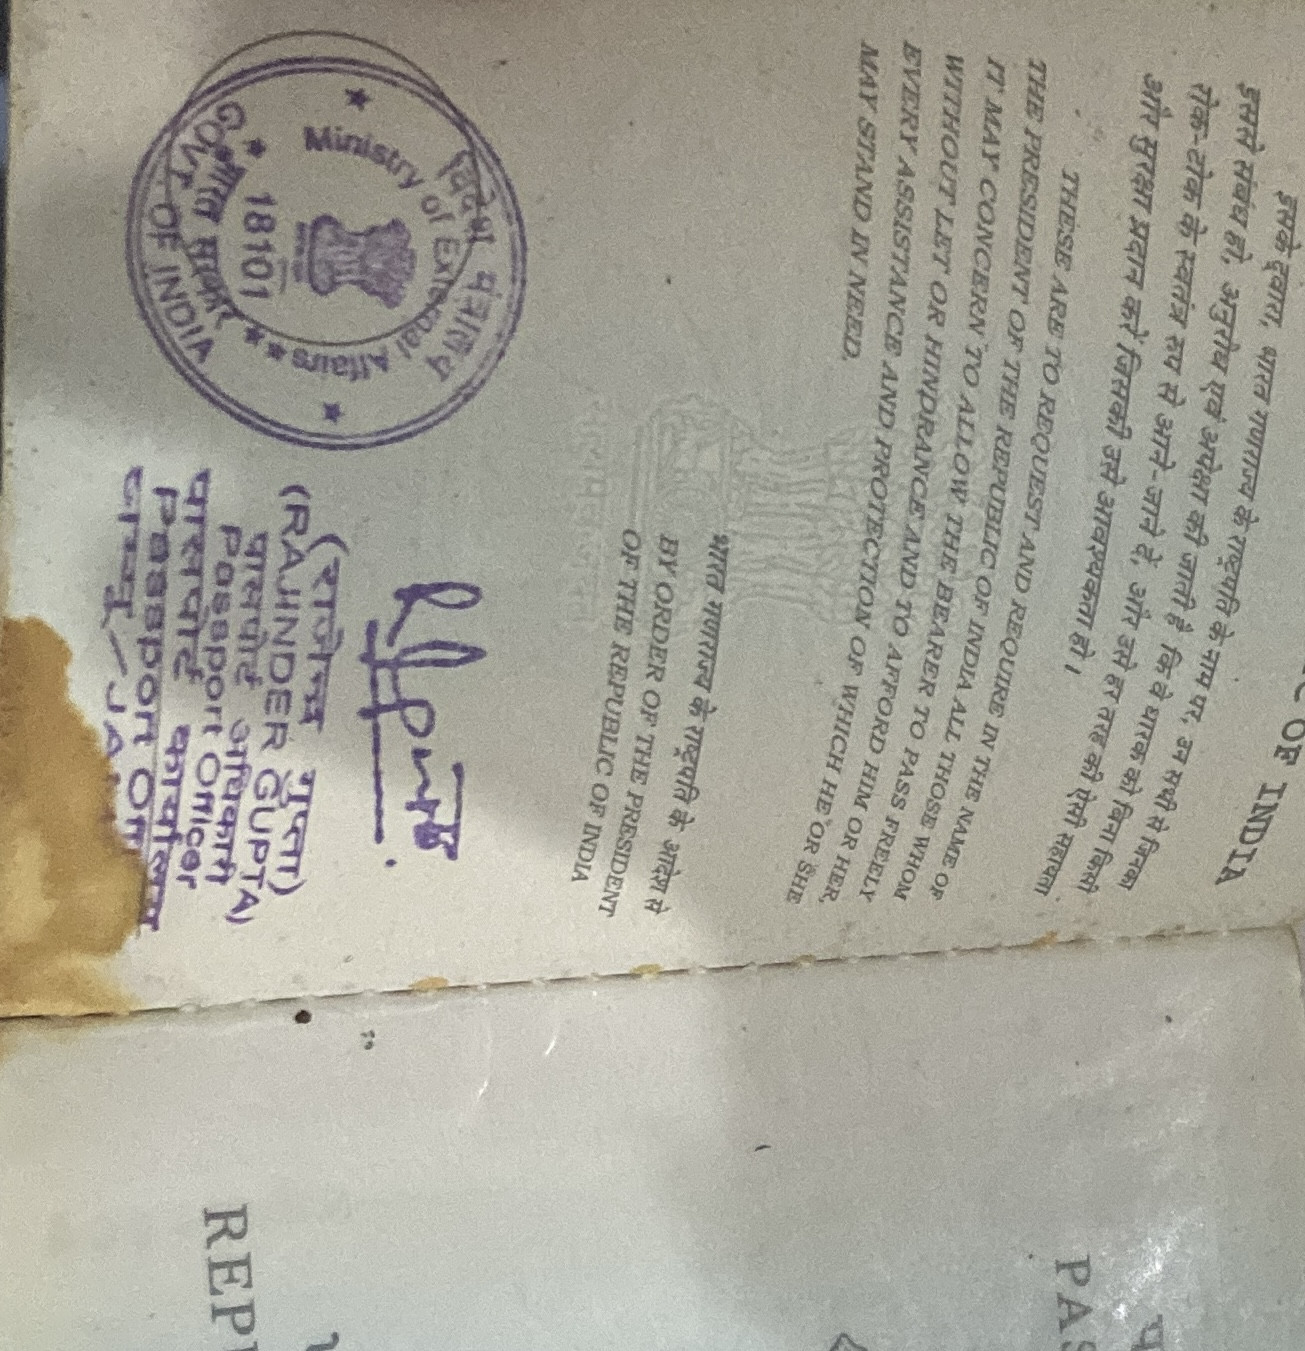 OF INDIA
इसके द्वारा, भारत गणराज्य के राष्ट्रपति के नाम पर, उन सभी से जिनका
इससे संबंध हो, अनुरोध एवं अपेक्षा की जाती है कि वे धारक को बिना किसी
रोक-टोक के स्वतंत्र रूप से आने-जाने दें, और उसे हर तरह की ऐसी सहायता
और सुरक्षा प्रदान करें जिसकी उसे आवश्यकता हो।
THESE ARE TO REQUEST AND REQUIRE IN THE NAME OF
THE PRESIDENT OF THE REPUBLIC OF INDIA ALL THOSE WHOM
IT MAY CONCERN TO ALLOW THE BEARER TO PASS FREELY
WITHOUT LET OR HINDRANCE AND TO AFFORD HIM OR HER,
EVERY ASSISTANCE AND PROTECTION OF WHICH HE OR SHE
MAY STAND IN NEED.
भारत गणराज्य के राष्ट्रपति के आदेश से
BY ORDER OF THE PRESIDENT
OF THE REPUBLIC OF INDIA
विदेश मंत्रालय
Ministry of External Affairs
18101
भारत सरकार
GOVT. OF INDIA
(राजेन्द्र गुप्ता)
(RAJINDER GUPTA)
पासपोर्ट अधिकारी
Passport Officer
पासपोर्ट कार्यालय
Passport Off
जम्मू/JA
PAS
REP